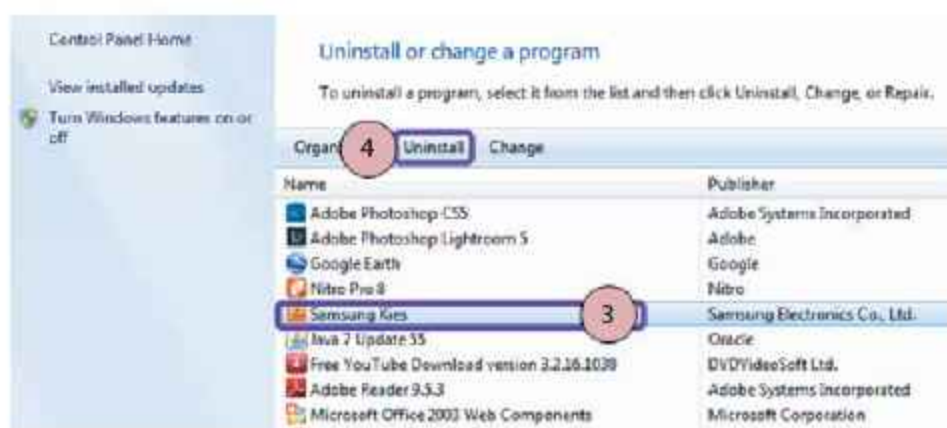 Control Panel Home
Uninstall or change a program
View installed updates
To uninstall a program, select it from the list and then click Uninstall, Change, or Repair.
Turn Windows features on or
off
Organi 4 Uninstall Change
Name Publisher
Adobe Photoshop CS5 Adobe Systems Incorporated
Adobe Photoshop Lightroom 5 Adobe
Google Earth Google
Nitro Pro 8 Nitro
Samsung Kies 3 Samsung Electronics Co., Ltd.
Java 7 Update 55 Oracle
Free YouTube Download version 3.2.26.1038 DVDVideoSoft Ltd.
Adobe Reader 9.5.3 Adobe Systems Incorporated
Microsoft Office 2003 Web Components Microsoft Corporation